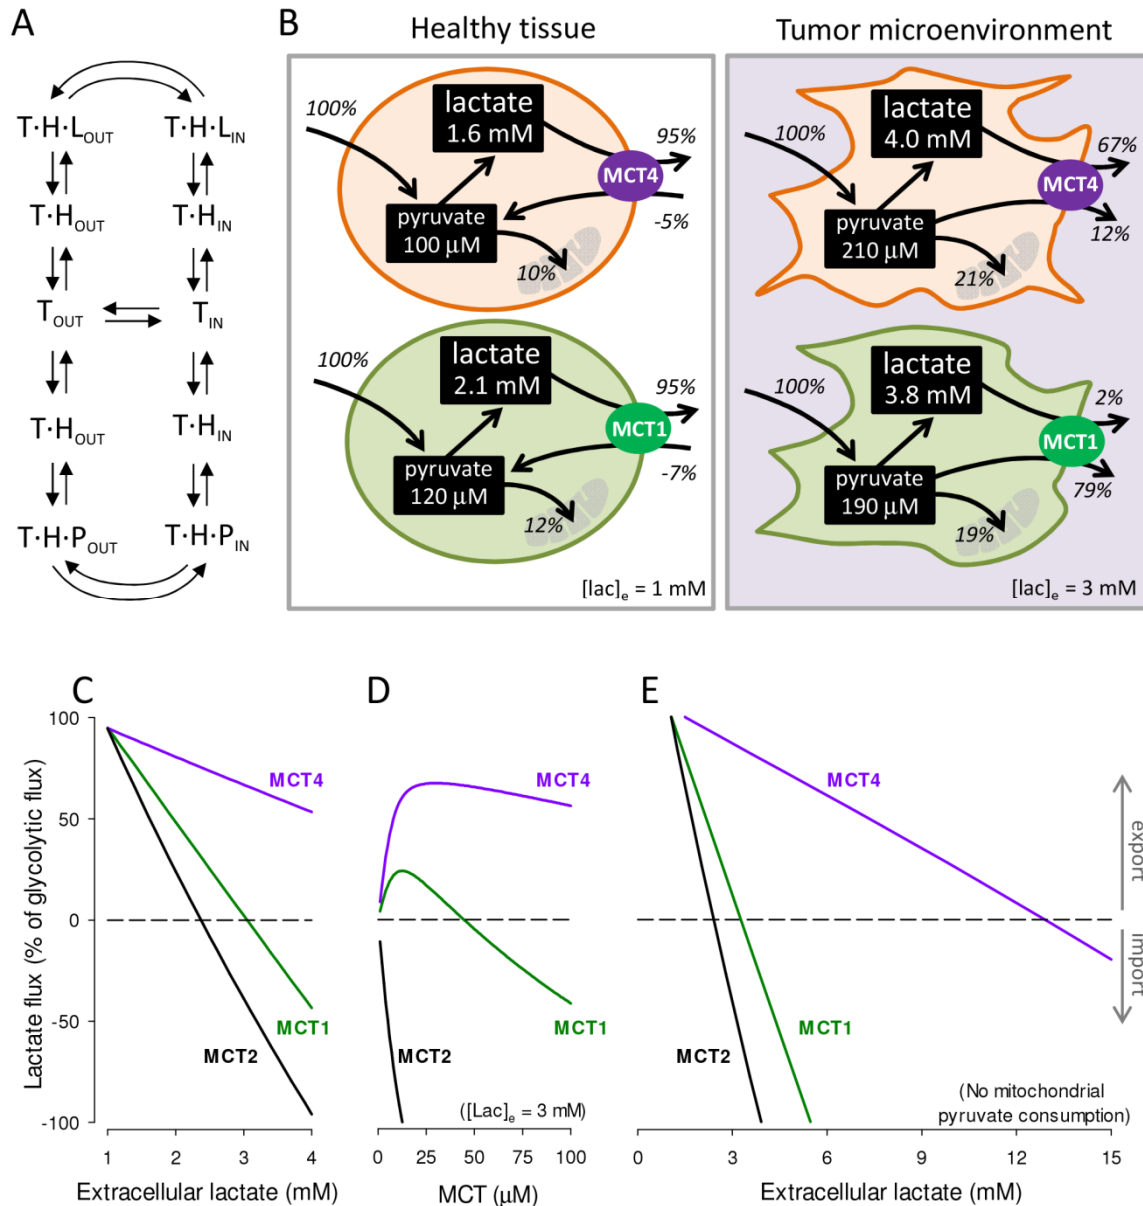 A
T·H·L_OUT T·H·L_IN
T·H_OUT T·H_IN
T_OUT T_IN
T·H_OUT T·H_IN
T·H·P_OUT T·H·P_IN
B
Healthy tissue
100%
lactate
1.6 mM
95%
MCT4
pyruvate
100 µM
-5%
10%
100%
lactate
2.1 mM
95%
MCT1
pyruvate
120 µM
-7%
12%
[lac]e = 1 mM
Tumor microenvironment
100%
lactate
4.0 mM
67%
MCT4
pyruvate
210 µM
12%
21%
100%
lactate
3.8 mM
2%
MCT1
pyruvate
190 µM
79%
19%
[lac]e = 3 mM
C
Lactate flux (% of glycolytic flux)
100
50
0
-50
-100
MCT4
MCT1
MCT2
1 2 3 4
Extracellular lactate (mM)
D
MCT4
MCT1
MCT2
([Lac]e = 3 mM)
0 25 50 75 100
MCT (µM)
E
MCT4
MCT1
MCT2
export
import
(No mitochondrial
pyruvate consumption)
0 3 6 9 12 15
Extracellular lactate (mM)